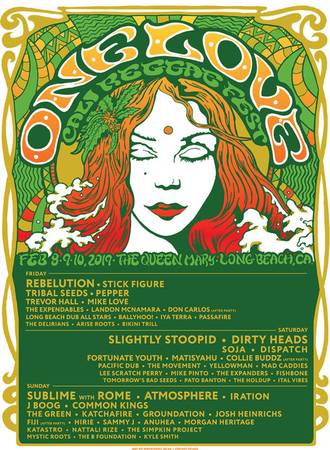 ONE LOVE
CALI REGGAE FEST
FEB 8·9·10, 2019·THE QUEEN MARY·LONG BEACH, CA
FRIDAY
REBELUTION • STICK FIGURE
TRIBAL SEEDS • PEPPER
TREVOR HALL • MIKE LOVE
THE EXPENDABLES • LANDON MCNAMARA • DON CARLOS (AFTER PARTY)
LONG BEACH DUB ALL STARS • BALLYHOO! • IYA TERRA • PASSAFIRE
THE DELIRIANS • ARISE ROOTS • BIKINI TRILL
SATURDAY
SLIGHTLY STOOPID • DIRTY HEADS
SOJA • DISPATCH
FORTUNATE YOUTH • MATISYAHU • COLLIE BUDDZ (AFTER PARTY)
PACIFIC DUB • THE MOVEMENT • YELLOWMAN • MAD CADDIES
LEE SCRATCH PERRY • MIKE PINTO • THE EXPANDERS • FISHBONE
TOMORROW'S BAD SEEDS • PATO BANTON • THE HOLDUP • ITAL VIBES
SUNDAY
SUBLIME WITH ROME • ATMOSPHERE • IRATION
J BOOG • COMMON KINGS
THE GREEN • KATCHAFIRE • GROUNDATION • JOSH HEINRICHS
FIJI (AFTER PARTY) • HIRIE • SAMMY J • ANUHEA • MORGAN HERITAGE
KATASTRO • NATTALI RIZE • THE SIMPKIN PROJECT
MYSTIC ROOTS • THE B FOUNDATION • KYLE SMITH